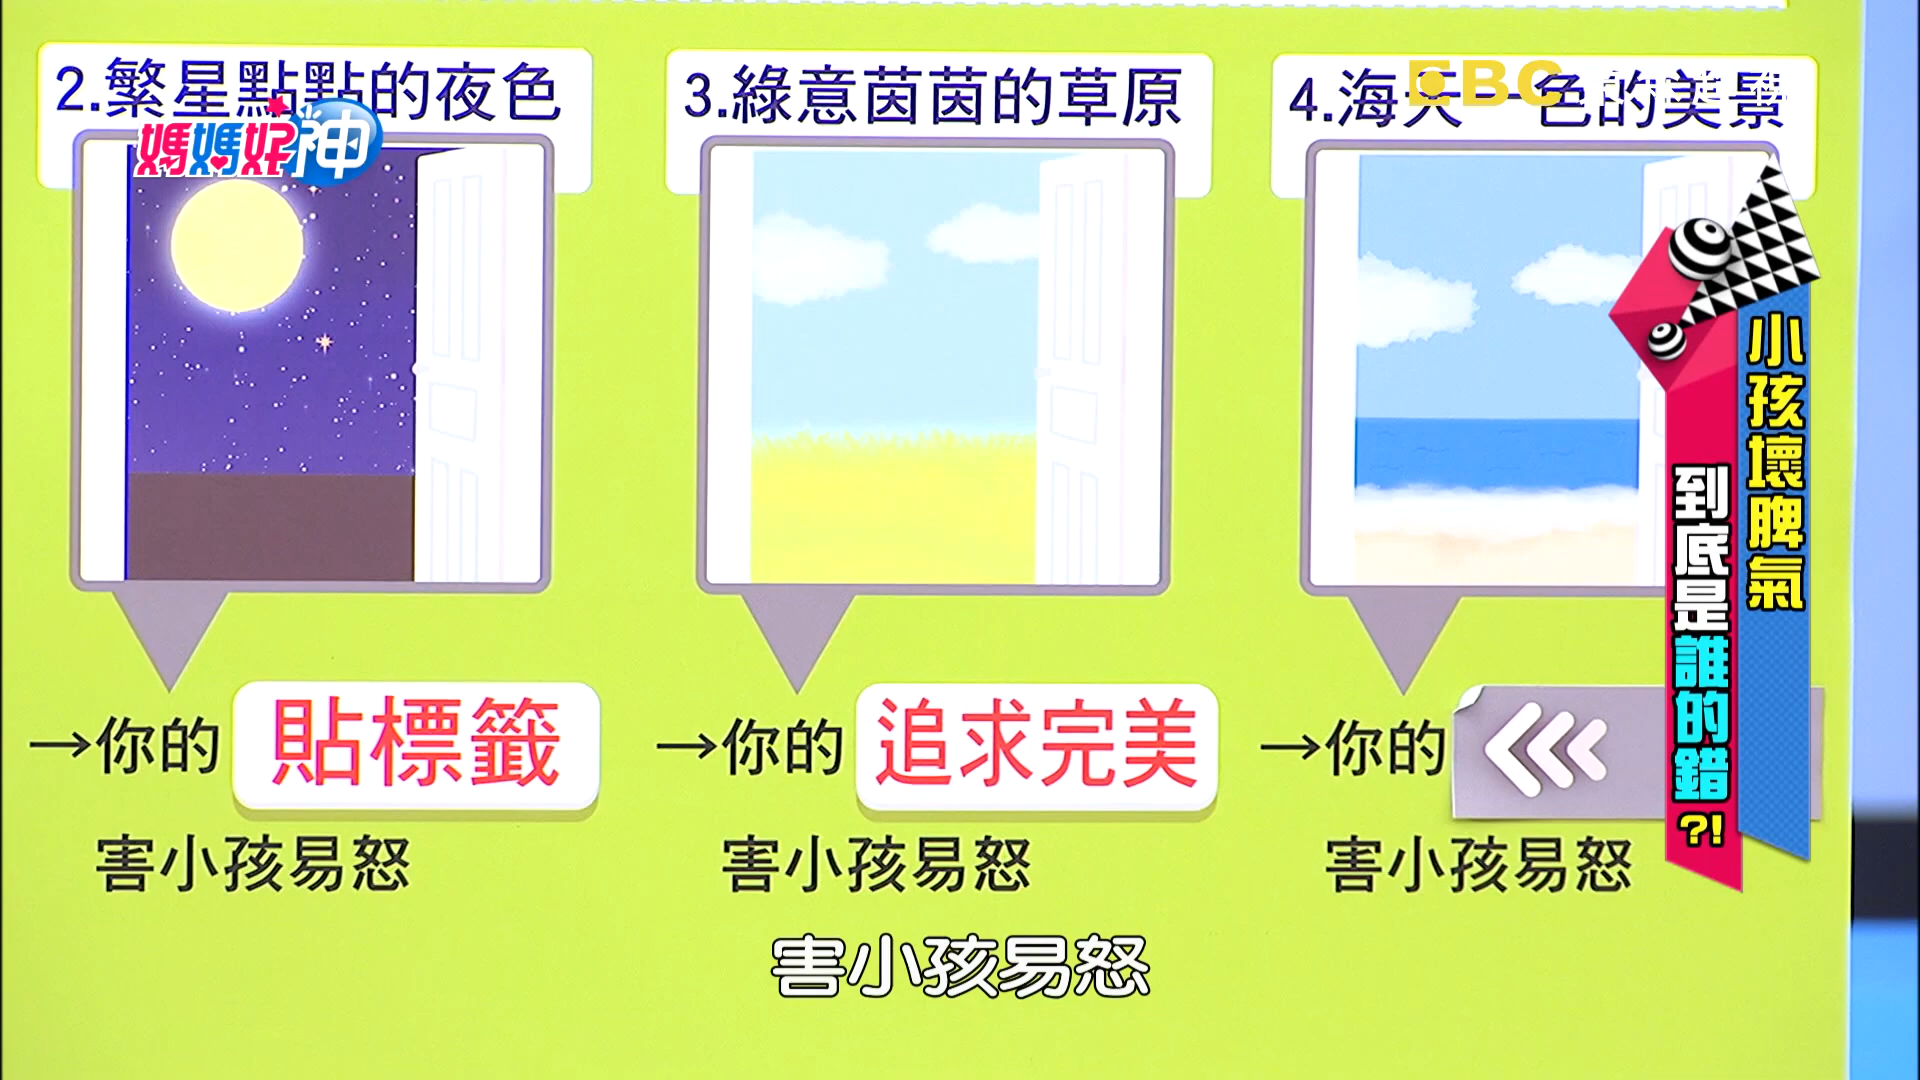 2.繁星點點的夜色
3.綠意茵茵的草原
4.海天一色的美景
媽媽好神
EBC
小孩壞脾氣
到底是誰的錯?!
→你的 貼標籤
害小孩易怒
→你的 追求完美
害小孩易怒
→你的
害小孩易怒
害小孩易怒